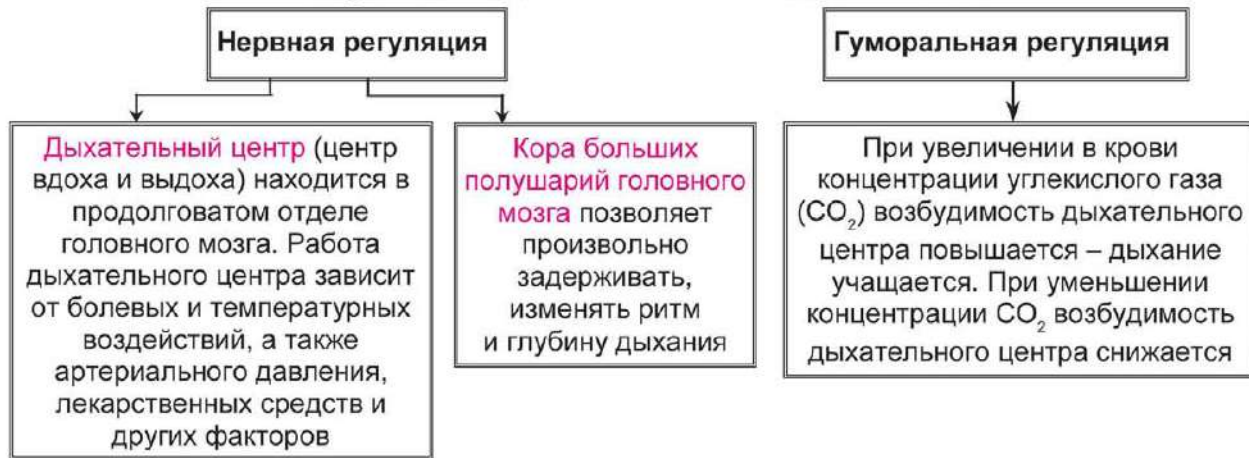 Нервная регуляция
Дыхательный центр (центр
вдоха и выдоха) находится в
продолговатом отделе
головного мозга. Работа
дыхательного центра зависит
от болевых и температурных
воздействий, а также
артериального давления,
лекарственных средств и
других факторов
Кора больших
полушарий головного
мозга позволяет
произвольно
задерживать,
изменять ритм
и глубину дыхания
Гуморальная регуляция
При увеличении в крови
концентрации углекислого газа
(CO₂) возбудимость дыхательного
центра повышается – дыхание
учащается. При уменьшении
концентрации CO₂ возбудимость
дыхательного центра снижается